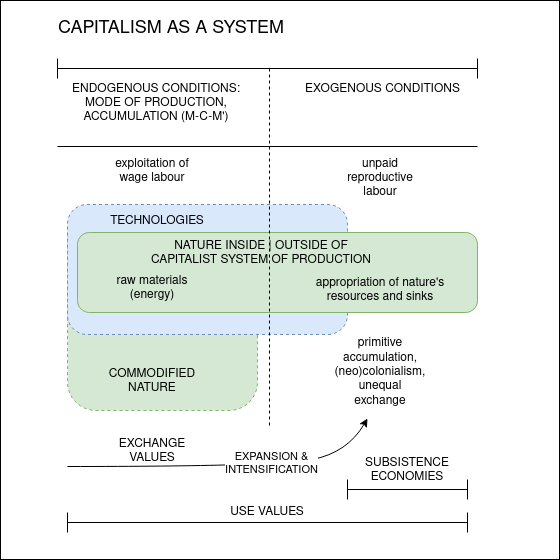 CAPITALISM AS A SYSTEM
ENDOGENOUS CONDITIONS:
MODE OF PRODUCTION,
ACCUMULATION (M-C-M')
EXOGENOUS CONDITIONS
exploitation of
wage labour
unpaid
reproductive
labour
TECHNOLOGIES
NATURE INSIDE OUTSIDE OF
CAPITALIST SYSTEM OF PRODUCTION
raw materials
(energy)
appropriation of nature's
resources and sinks
primitive
accumulation,
(neo)colonialism,
unequal
exchange
COMMODIFIED
NATURE
EXCHANGE
VALUES
EXPANSION &
INTENSIFICATION
SUBSISTENCE
ECONOMIES
USE VALUES